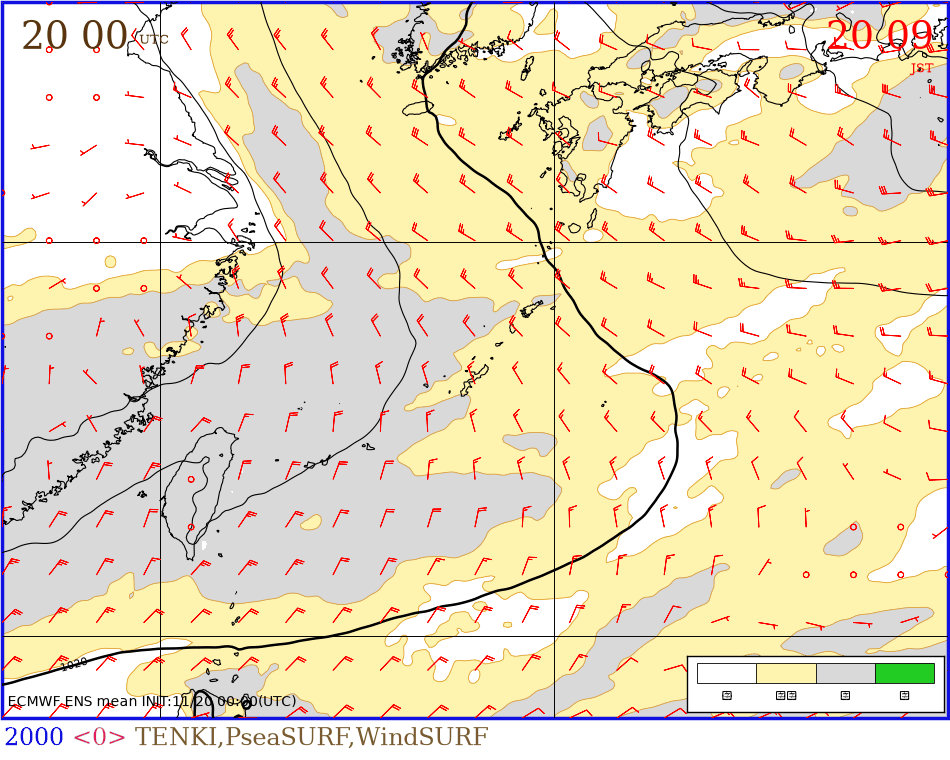 20 00 UTC
20 09
JST
1020
ECMWF.ENS mean INIT:11/20 00:00(UTC)
2000 <0> TENKI,PseaSURF,WindSURF